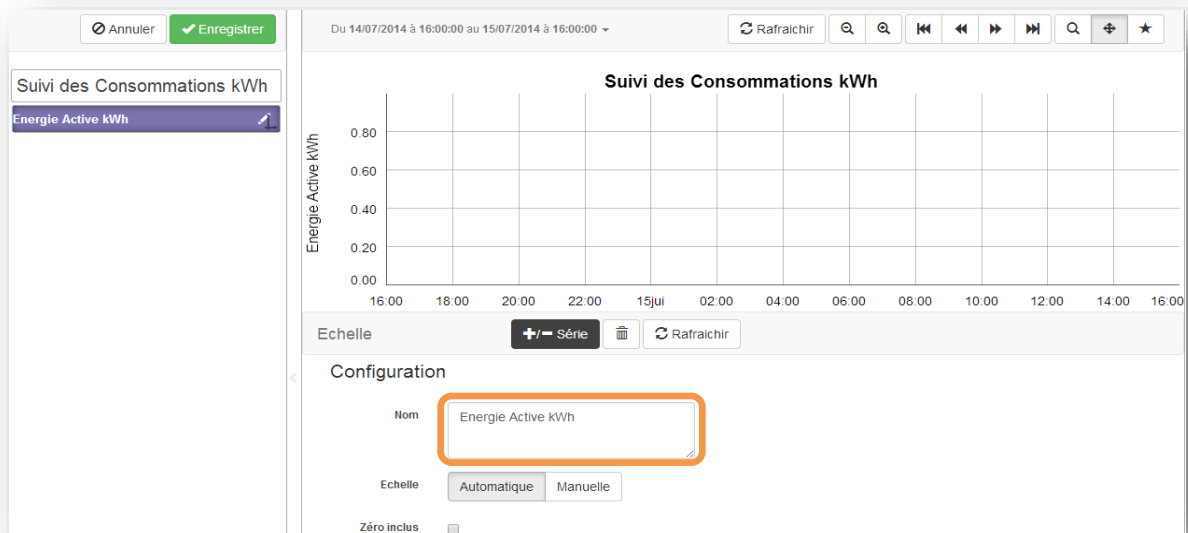 Annuler
Enregistrer
Du 14/07/2014 à 16:00:00 au 15/07/2014 à 16:00:00
Rafraichir
Suivi des Consommations kWh
Energie Active kWh
Suivi des Consommations kWh
Energie Active kWh
0.80
0.60
0.40
0.20
0.00
16:00 18:00 20:00 22:00 15jui 02:00 04:00 06:00 08:00 10:00 12:00 14:00 16:00
Echelle
+/- Série
Rafraichir
Configuration
Nom
Energie Active kWh
Echelle
Automatique
Manuelle
Zéro inclus